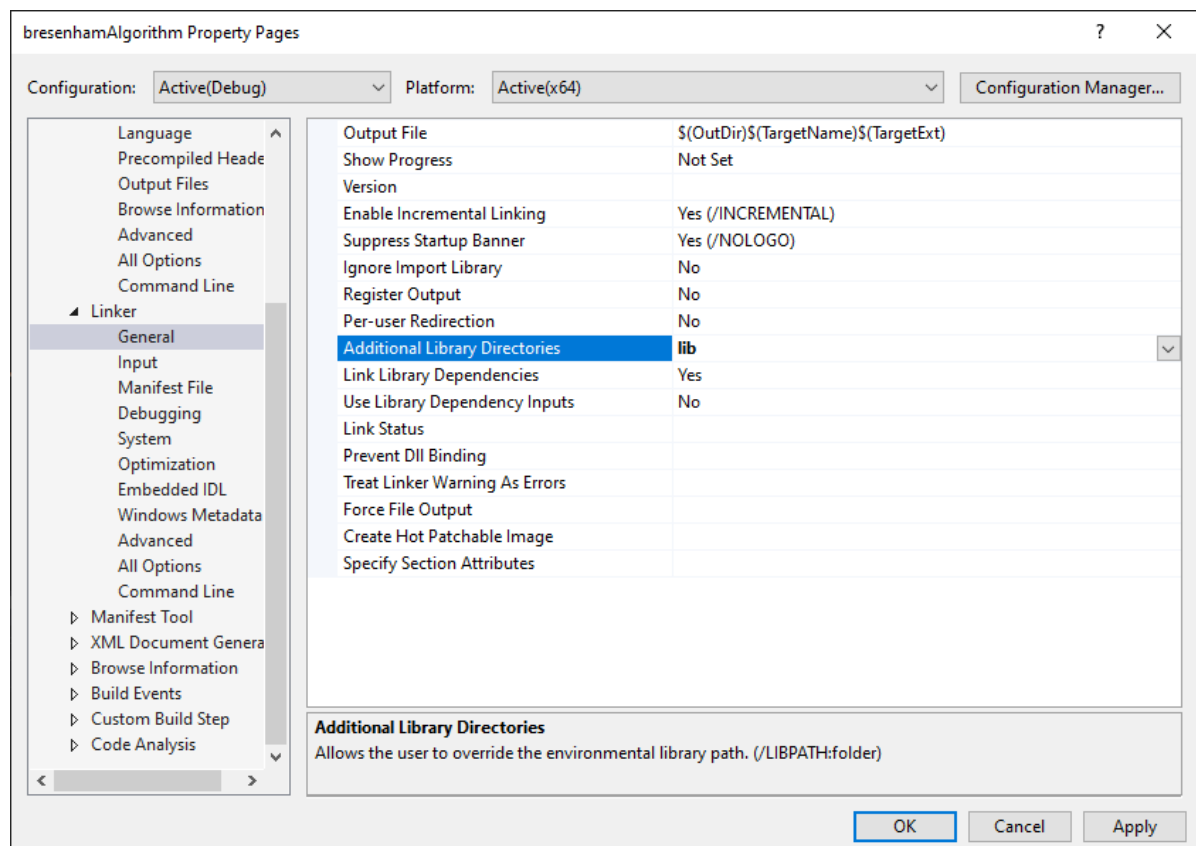 bresenhamAlgorithm Property Pages
?
Configuration: Active(Debug) Platform: Active(x64) Configuration Manager...
Language
Precompiled Heade
Output Files
Browse Information
Advanced
All Options
Command Line
Linker
General
Input
Manifest File
Debugging
System
Optimization
Embedded IDL
Windows Metadata
Advanced
All Options
Command Line
Manifest Tool
XML Document Genera
Browse Information
Build Events
Custom Build Step
Code Analysis
Output File $(OutDir)$(TargetName)$(TargetExt)
Show Progress Not Set
Version
Enable Incremental Linking Yes (/INCREMENTAL)
Suppress Startup Banner Yes (/NOLOGO)
Ignore Import Library No
Register Output No
Per-user Redirection No
Additional Library Directories lib
Link Library Dependencies Yes
Use Library Dependency Inputs No
Link Status
Prevent Dll Binding
Treat Linker Warning As Errors
Force File Output
Create Hot Patchable Image
Specify Section Attributes
Additional Library Directories
Allows the user to override the environmental library path. (/LIBPATH:folder)
OK Cancel Apply